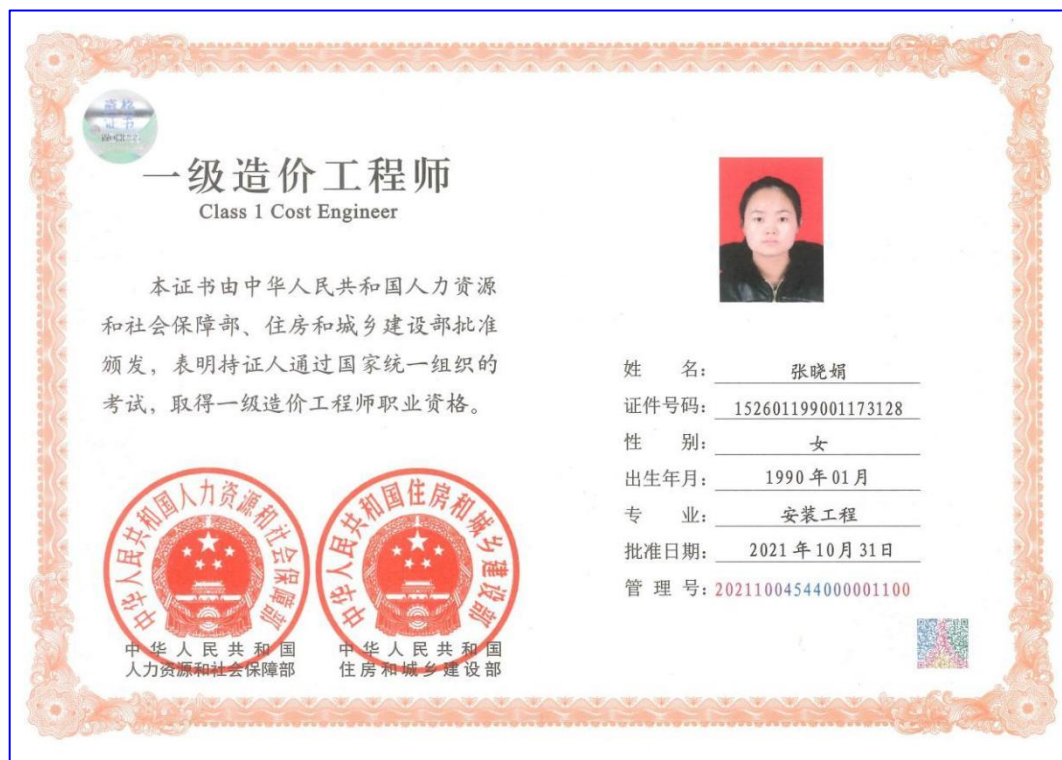 资格
证书
一级造价工程师
Class 1 Cost Engineer
本证书由中华人民共和国人力资源
和社会保障部、住房和城乡建设部批准
颁发，表明持证人通过国家统一组织的
考试，取得一级造价工程师职业资格。
姓 名：张晓娟
证件号码：152601199001173128
性 别：女
出生年月：1990年01月
专 业：安装工程
批准日期：2021年10月31日
管 理 号：20211004544000001100
中华人民共和国人力资源和社会保障部
中华人民共和国住房和城乡建设部
中华人民共和国
人力资源和社会保障部
中华人民共和国
住房和城乡建设部